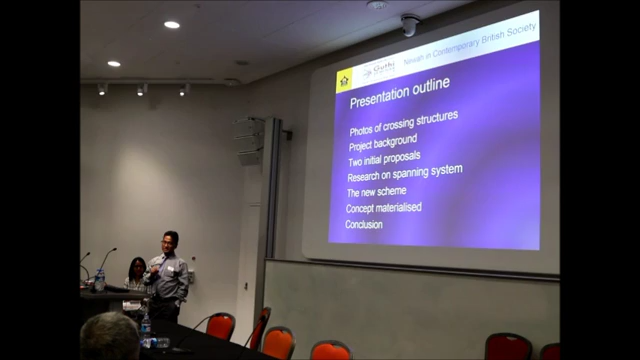 Guthi
Newah in Contemporary British Society
Presentation outline
Photos of crossing structures
Project background
Two initial proposals
Research on spanning system
The new scheme
Concept materialised
Conclusion